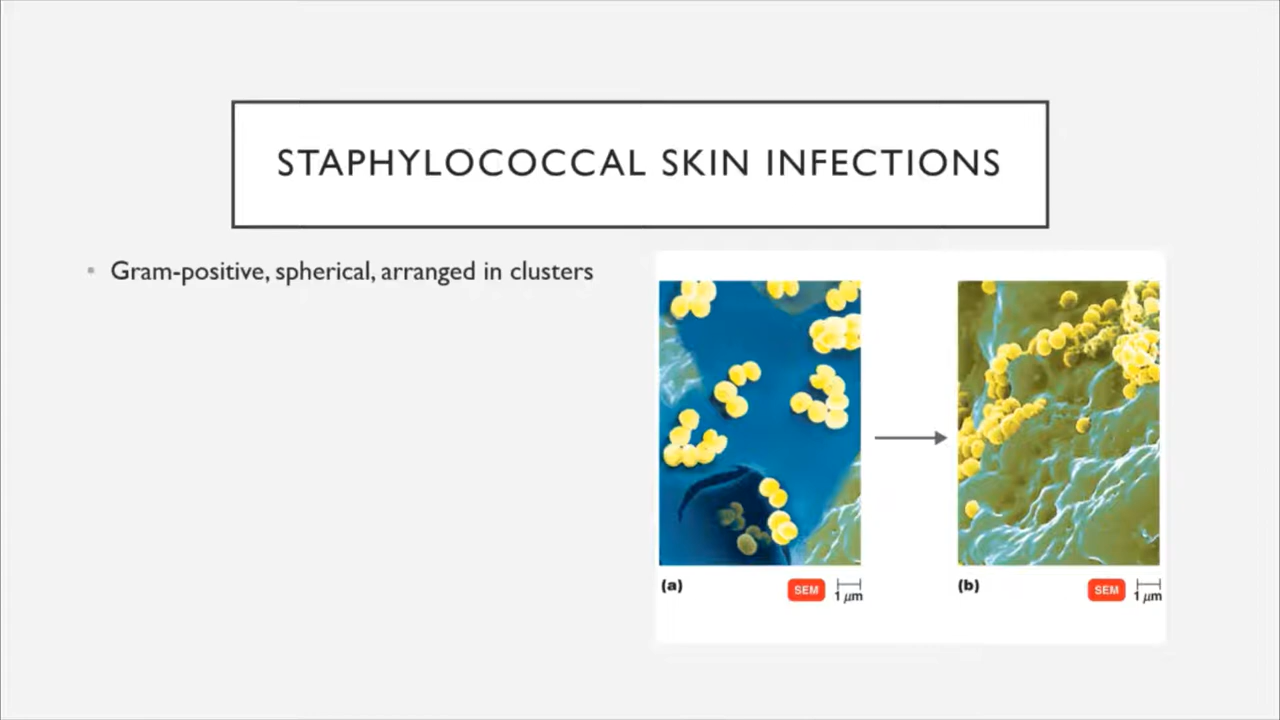 STAPHYLOCOCCAL SKIN INFECTIONS
Gram-positive, spherical, arranged in clusters
(a) SEM 1 μm
(b) SEM 1 μm